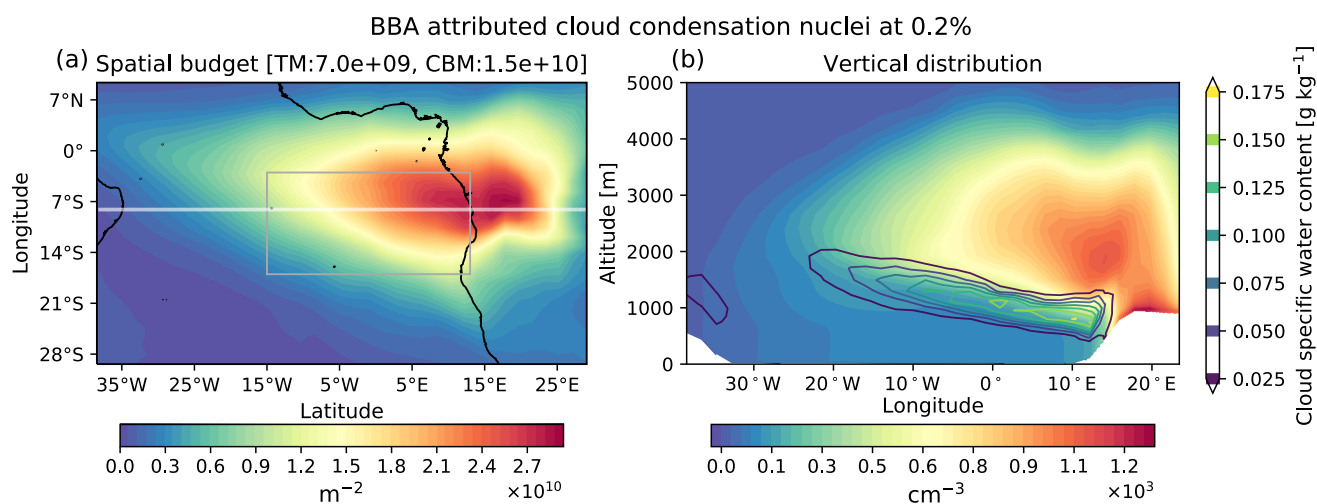 BBA attributed cloud condensation nuclei at 0.2%
(a)
Spatial budget [TM:7.0e+09, CBM:1.5e+10]
7°N
0°
7°S
14°S
21°S
28°S
Longitude
35°W 25°W 15°W 5°W 5°E 15°E 25°E
Latitude
0.0 0.3 0.6 0.9 1.2 1.5 1.8 2.1 2.4 2.7
m⁻²
×10¹⁰
(b)
Vertical distribution
5000
4000
3000
2000
1000
0
Altitude [m]
30°W 20°W 10°W 0° 10°E 20°E
Longitude
0.0 0.1 0.3 0.4 0.6 0.8 0.9 1.1 1.2
cm⁻³
×10³
0.175
0.150
0.125
0.100
0.075
0.050
0.025
Cloud specific water content [g kg⁻¹]